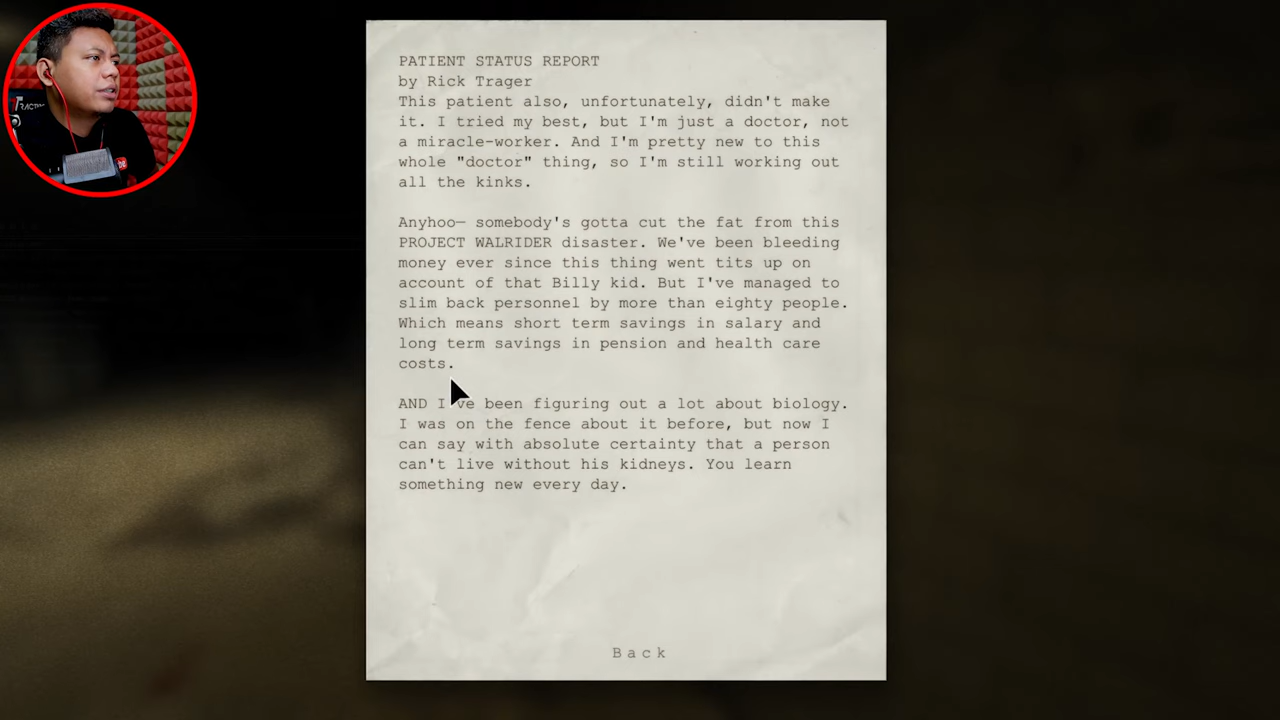 PATIENT STATUS REPORT
by Rick Trager
This patient also, unfortunately, didn't make
it. I tried my best, but I'm just a doctor, not
a miracle-worker. And I'm pretty new to this
whole "doctor" thing, so I'm still working out
all the kinks.
Anyhoo— somebody's gotta cut the fat from this
PROJECT WALRIDER disaster. We've been bleeding
money ever since this thing went tits up on
account of that Billy kid. But I've managed to
slim back personnel by more than eighty people.
Which means short term savings in salary and
long term savings in pension and health care
costs.
AND I've been figuring out a lot about biology.
I was on the fence about it before, but now I
can say with absolute certainty that a person
can't live without his kidneys. You learn
something new every day.
Back